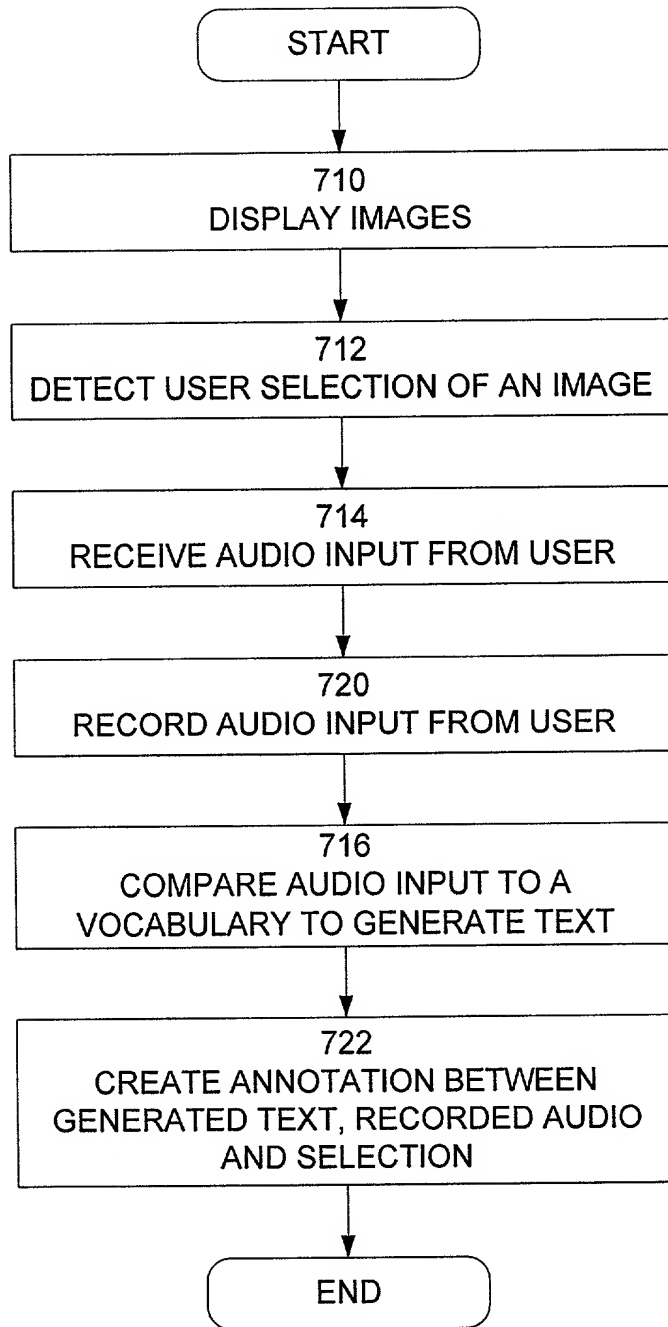 START
710
DISPLAY IMAGES
712
DETECT USER SELECTION OF AN IMAGE
714
RECEIVE AUDIO INPUT FROM USER
720
RECORD AUDIO INPUT FROM USER
716
COMPARE AUDIO INPUT TO A
VOCABULARY TO GENERATE TEXT
722
CREATE ANNOTATION BETWEEN
GENERATED TEXT, RECORDED AUDIO
AND SELECTION
END